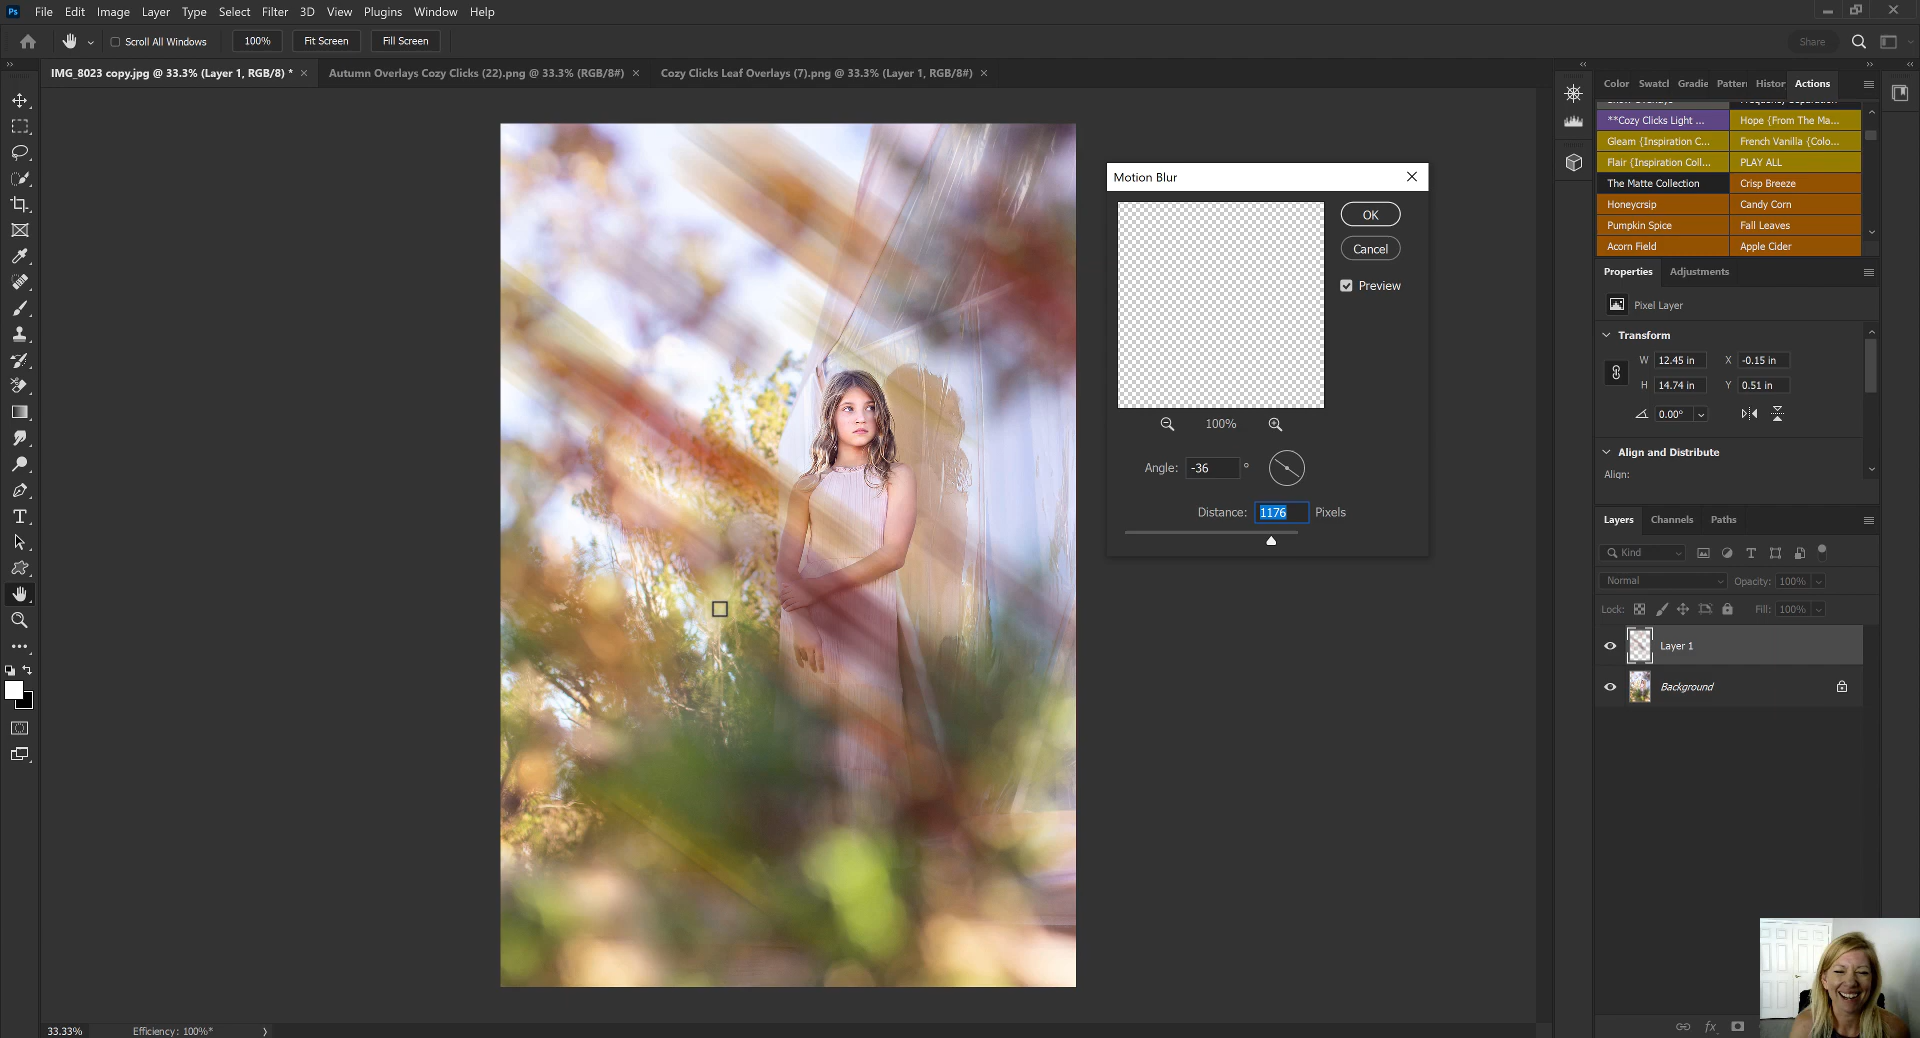 Ps File Edit Image Layer Type Select Filter 3D View Plugins Window Help
Scroll All Windows 100% Fit Screen Fill Screen Share
IMG_8023 copy.jpg @ 33.3% (Layer 1, RGB/8) * × Autumn Overlays Cozy Clicks (22).png @ 33.3% (RGB/8#) × Cozy Clicks Leaf Overlays (7).png @ 33.3% (Layer 1, RGB/8#) ×
Color Swatcl Gradie Patterr Histor Actions
**Cozy Clicks Light ... Hope {From The Ma...
Gleam {Inspiration C... French Vanilla {Colo...
Flair {Inspiration Coll... PLAY ALL
The Matte Collection Crisp Breeze
Honeycrsip Candy Corn
Pumpkin Spice Fall Leaves
Acorn Field Apple Cider
Motion Blur
OK
Cancel
Preview
100%
Angle: -36 °
Distance: 1176 Pixels
Properties Adjustments
Pixel Layer
Transform
W 12.45 in X -0.15 in
H 14.74 in Y 0.51 in
0.00°
Align and Distribute
Align:
Layers Channels Paths
Kind
Normal Opacity: 100%
Lock: Fill: 100%
Layer 1
Background
fx
33.33% Efficiency: 100%*